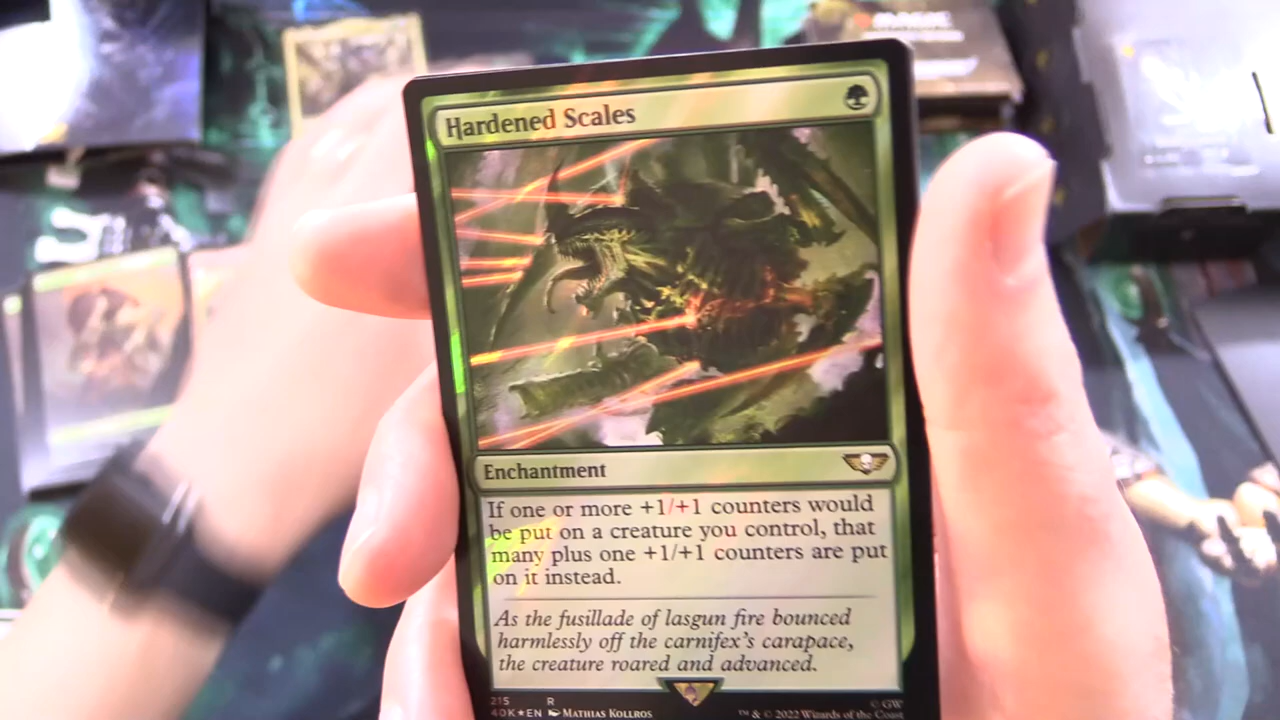 MAGIC
Hardened Scales
Enchantment
If one or more +1/+1 counters would
be put on a creature you control, that
many plus one +1/+1 counters are put
on it instead.
As the fusillade of lasgun fire bounced
harmlessly off the carnifex's carapace,
the creature roared and advanced.
215 R
40K★EN Mathias Kollros
© GW
™ & © 2022 Wizards of the Coast